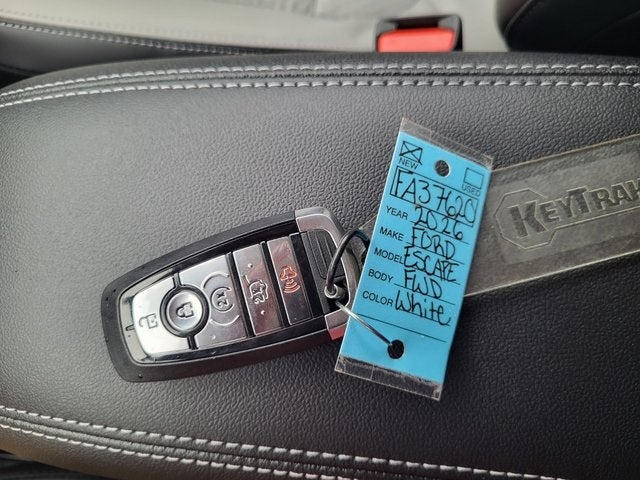 NEW
USED
FA37620
YEAR 2026
MAKE FORD
MODEL ESCAPE
BODY FWD
COLOR White
KEYTRAK